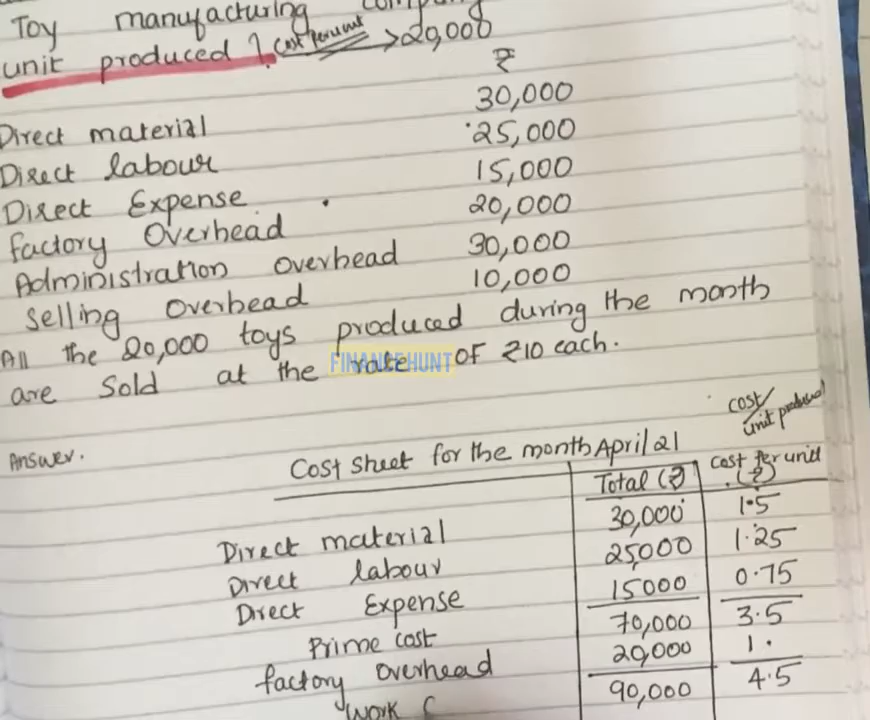 Toy manufacturing
unit produced ? cost per unit > 20,000
₹
Direct material 30,000
Direct labour 25,000
Direct Expense 15,000
factory Overhead 20,000
Administration overhead 30,000
Selling Overhead 10,000
All the 20,000 toys produced during the month
are Sold at the rate OF ₹10 each.
FINANCEHUNT
Answer.
cost/
unit produced
Cost sheet for the month April 21
Total (₹) Cost per unit (₹)
Direct material 30,000 1.5
Direct labour 25,000 1.25
Direct Expense 15000 0.75
Prime cost 70,000 3.5
factory overhead 20,000 1.
Work 90,000 4.5